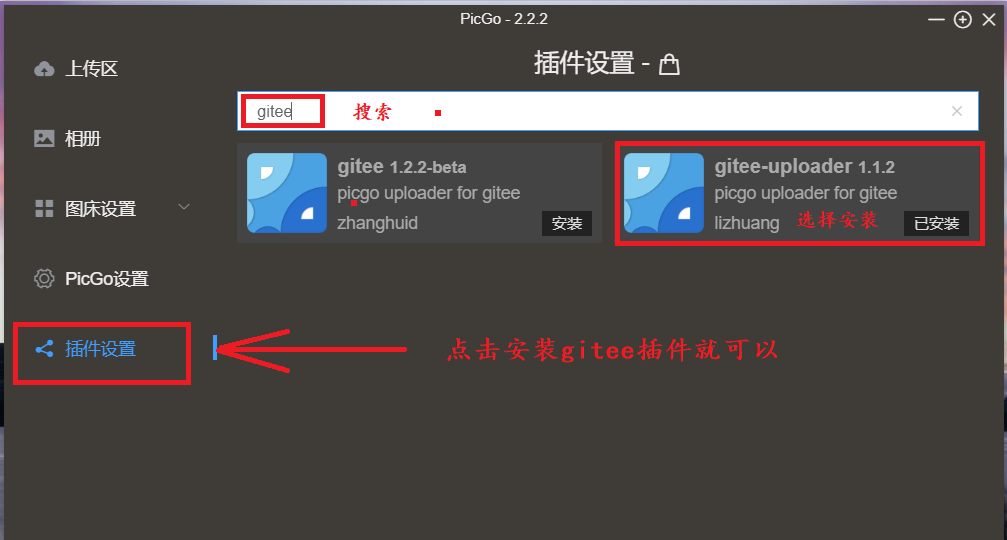 PicGo - 2.2.2
上传区
相册
图床设置
PicGo设置
插件设置
插件设置 -
gitee 搜索
gitee 1.2.2-beta
picgo uploader for gitee
zhanghuid 安装
gitee-uploader 1.1.2
picgo uploader for gitee
lizhuang 选择安装 已安装
点击安装gitee插件就可以